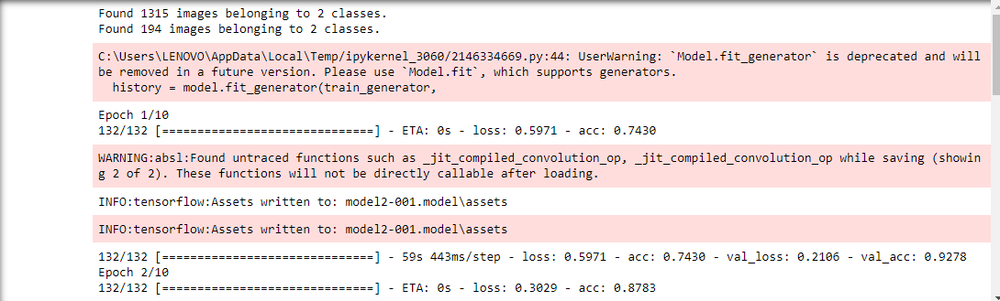 Found 1315 images belonging to 2 classes.
Found 194 images belonging to 2 classes.
C:\Users\LENOVO\AppData\Local\Temp/ipykernel_3060/2146334669.py:44: UserWarning: `Model.fit_generator` is deprecated and will
be removed in a future version. Please use `Model.fit`, which supports generators.
  history = model.fit_generator(train_generator,
Epoch 1/10
132/132 [==============================] - ETA: 0s - loss: 0.5971 - acc: 0.7430
WARNING:absl:Found untraced functions such as _jit_compiled_convolution_op, _jit_compiled_convolution_op while saving (showin
g 2 of 2). These functions will not be directly callable after loading.
INFO:tensorflow:Assets written to: model2-001.model\assets
INFO:tensorflow:Assets written to: model2-001.model\assets
132/132 [==============================] - 59s 443ms/step - loss: 0.5971 - acc: 0.7430 - val_loss: 0.2106 - val_acc: 0.9278
Epoch 2/10
132/132 [==============================] - ETA: 0s - loss: 0.3029 - acc: 0.8783